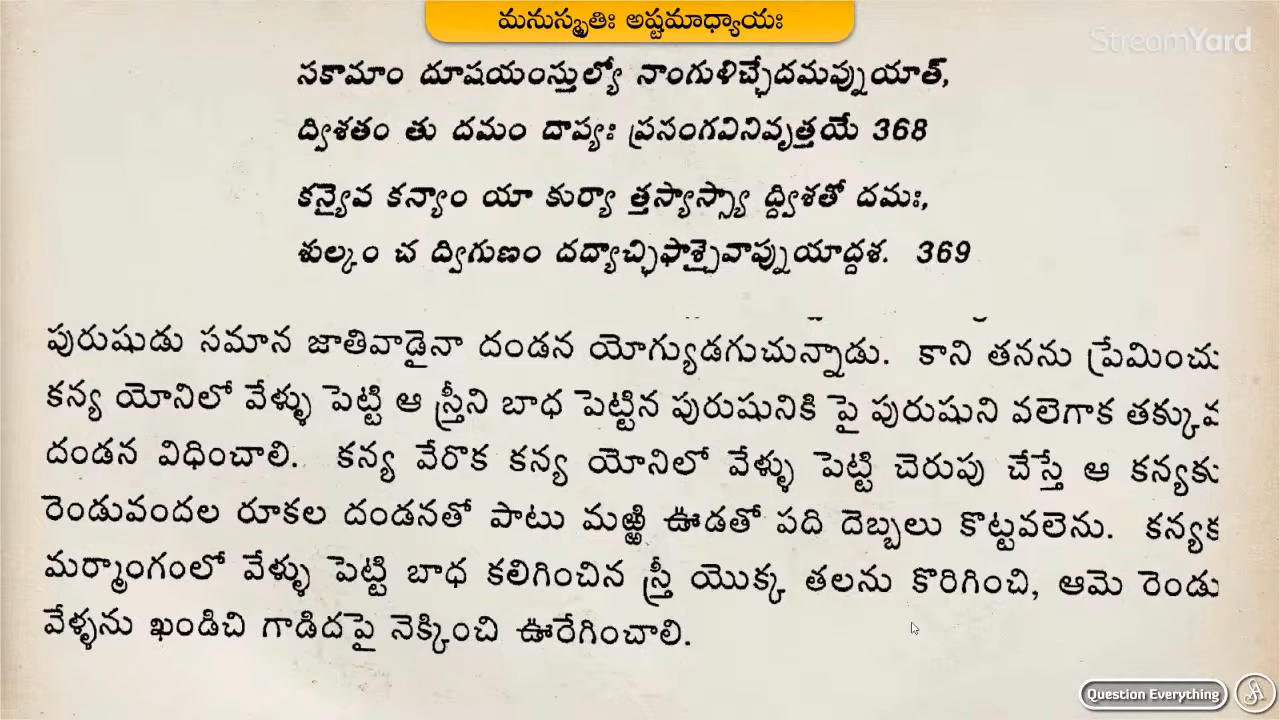 మనుస్మృతిః అష్టమాధ్యాయః
StreamYard
సకామాం దూషయంస్తుల్యో నాంగుళిచ్ఛేదమవ్నుయాత్,
ద్విశతం తు దమం దాప్యః ప్రసంగవినివృత్తయే 368
కన్యైవ కన్యాం యా కుర్యా త్తస్యాస్స్యా ద్ద్విశతో దమః,
శుల్కం చ ద్విగుణం దద్యాచ్ఛిఫాశ్చైవాప్నుయాద్దశ. 369
పురుషుడు సమాన జాతివాడైనా దండన యోగ్యుడగుచున్నాడు. కాని తనను ప్రేమించు
కన్య యోనిలో వేళ్ళు పెట్టి ఆ స్త్రీని బాధ పెట్టిన పురుషునికి పై పురుషుని వలెగాక తక్కువ
దండన విధించాలి. కన్య వేరొక కన్య యోనిలో వేళ్ళు పెట్టి చెరుపు చేస్తే ఆ కన్యకు
రెండువందల రూకల దండనతో పాటు మఱ్ఱి ఊడతో పది దెబ్బలు కొట్టవలెను. కన్యక
మర్మాంగంలో వేళ్ళు పెట్టి బాధ కలిగించిన స్త్రీ యొక్క తలను కొరిగించి, ఆమె రెండు
వేళ్ళను ఖండిచి గాడిదపై నెక్కించి ఊరేగించాలి.
Question Everything